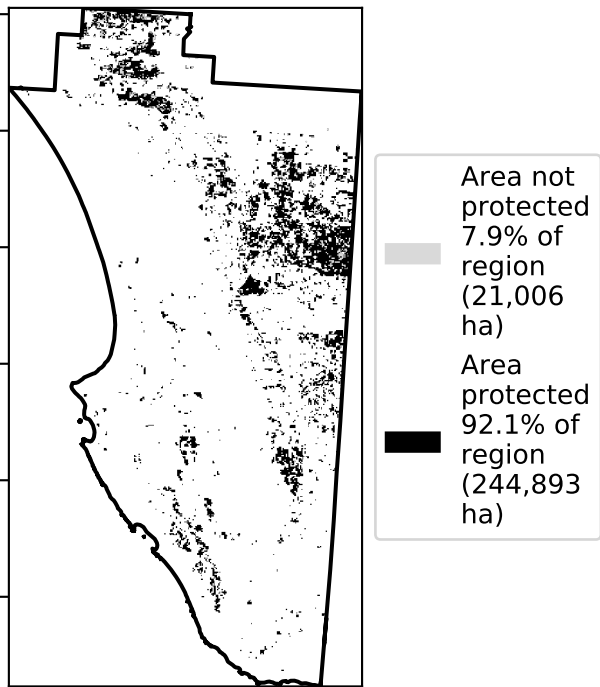 Area not
protected
7.9% of
region
(21,006
ha)
Area
protected
92.1% of
region
(244,893
ha)